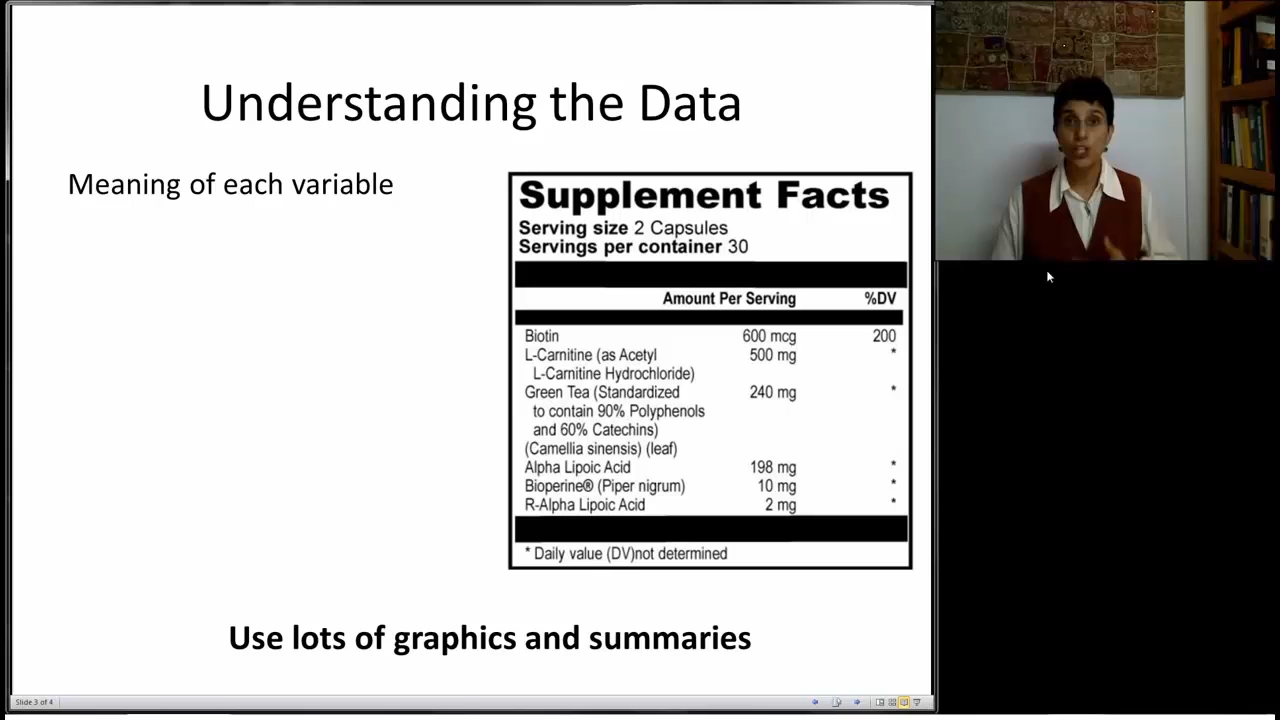 Understanding the Data
Meaning of each variable
Supplement Facts
Serving size 2 Capsules
Servings per container 30
Amount Per Serving %DV
Biotin 600 mcg 200
L-Carnitine (as Acetyl 500 mg *
L-Carnitine Hydrochloride)
Green Tea (Standardized 240 mg *
to contain 90% Polyphenols
and 60% Catechins)
(Camellia sinensis) (leaf)
Alpha Lipoic Acid 198 mg *
Bioperine® (Piper nigrum) 10 mg *
R-Alpha Lipoic Acid 2 mg *
* Daily value (DV)not determined
Use lots of graphics and summaries
Slide 3 of 4